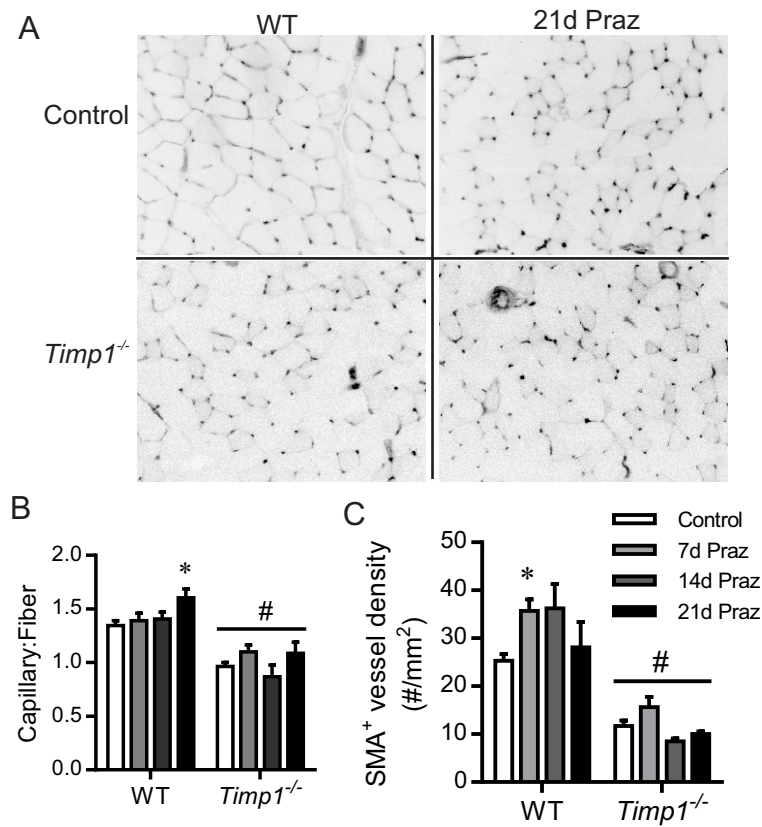 A
WT
21d Praz
Control
Timp1-/-
B
Capillary:Fiber
2.0
1.5
1.0
0.5
0.0
*
#
WT
Timp1-/-
C
SMA+ vessel density
(#/mm2)
50
40
30
20
10
0
*
#
WT
Timp1-/-
Control
7d Praz
14d Praz
21d Praz